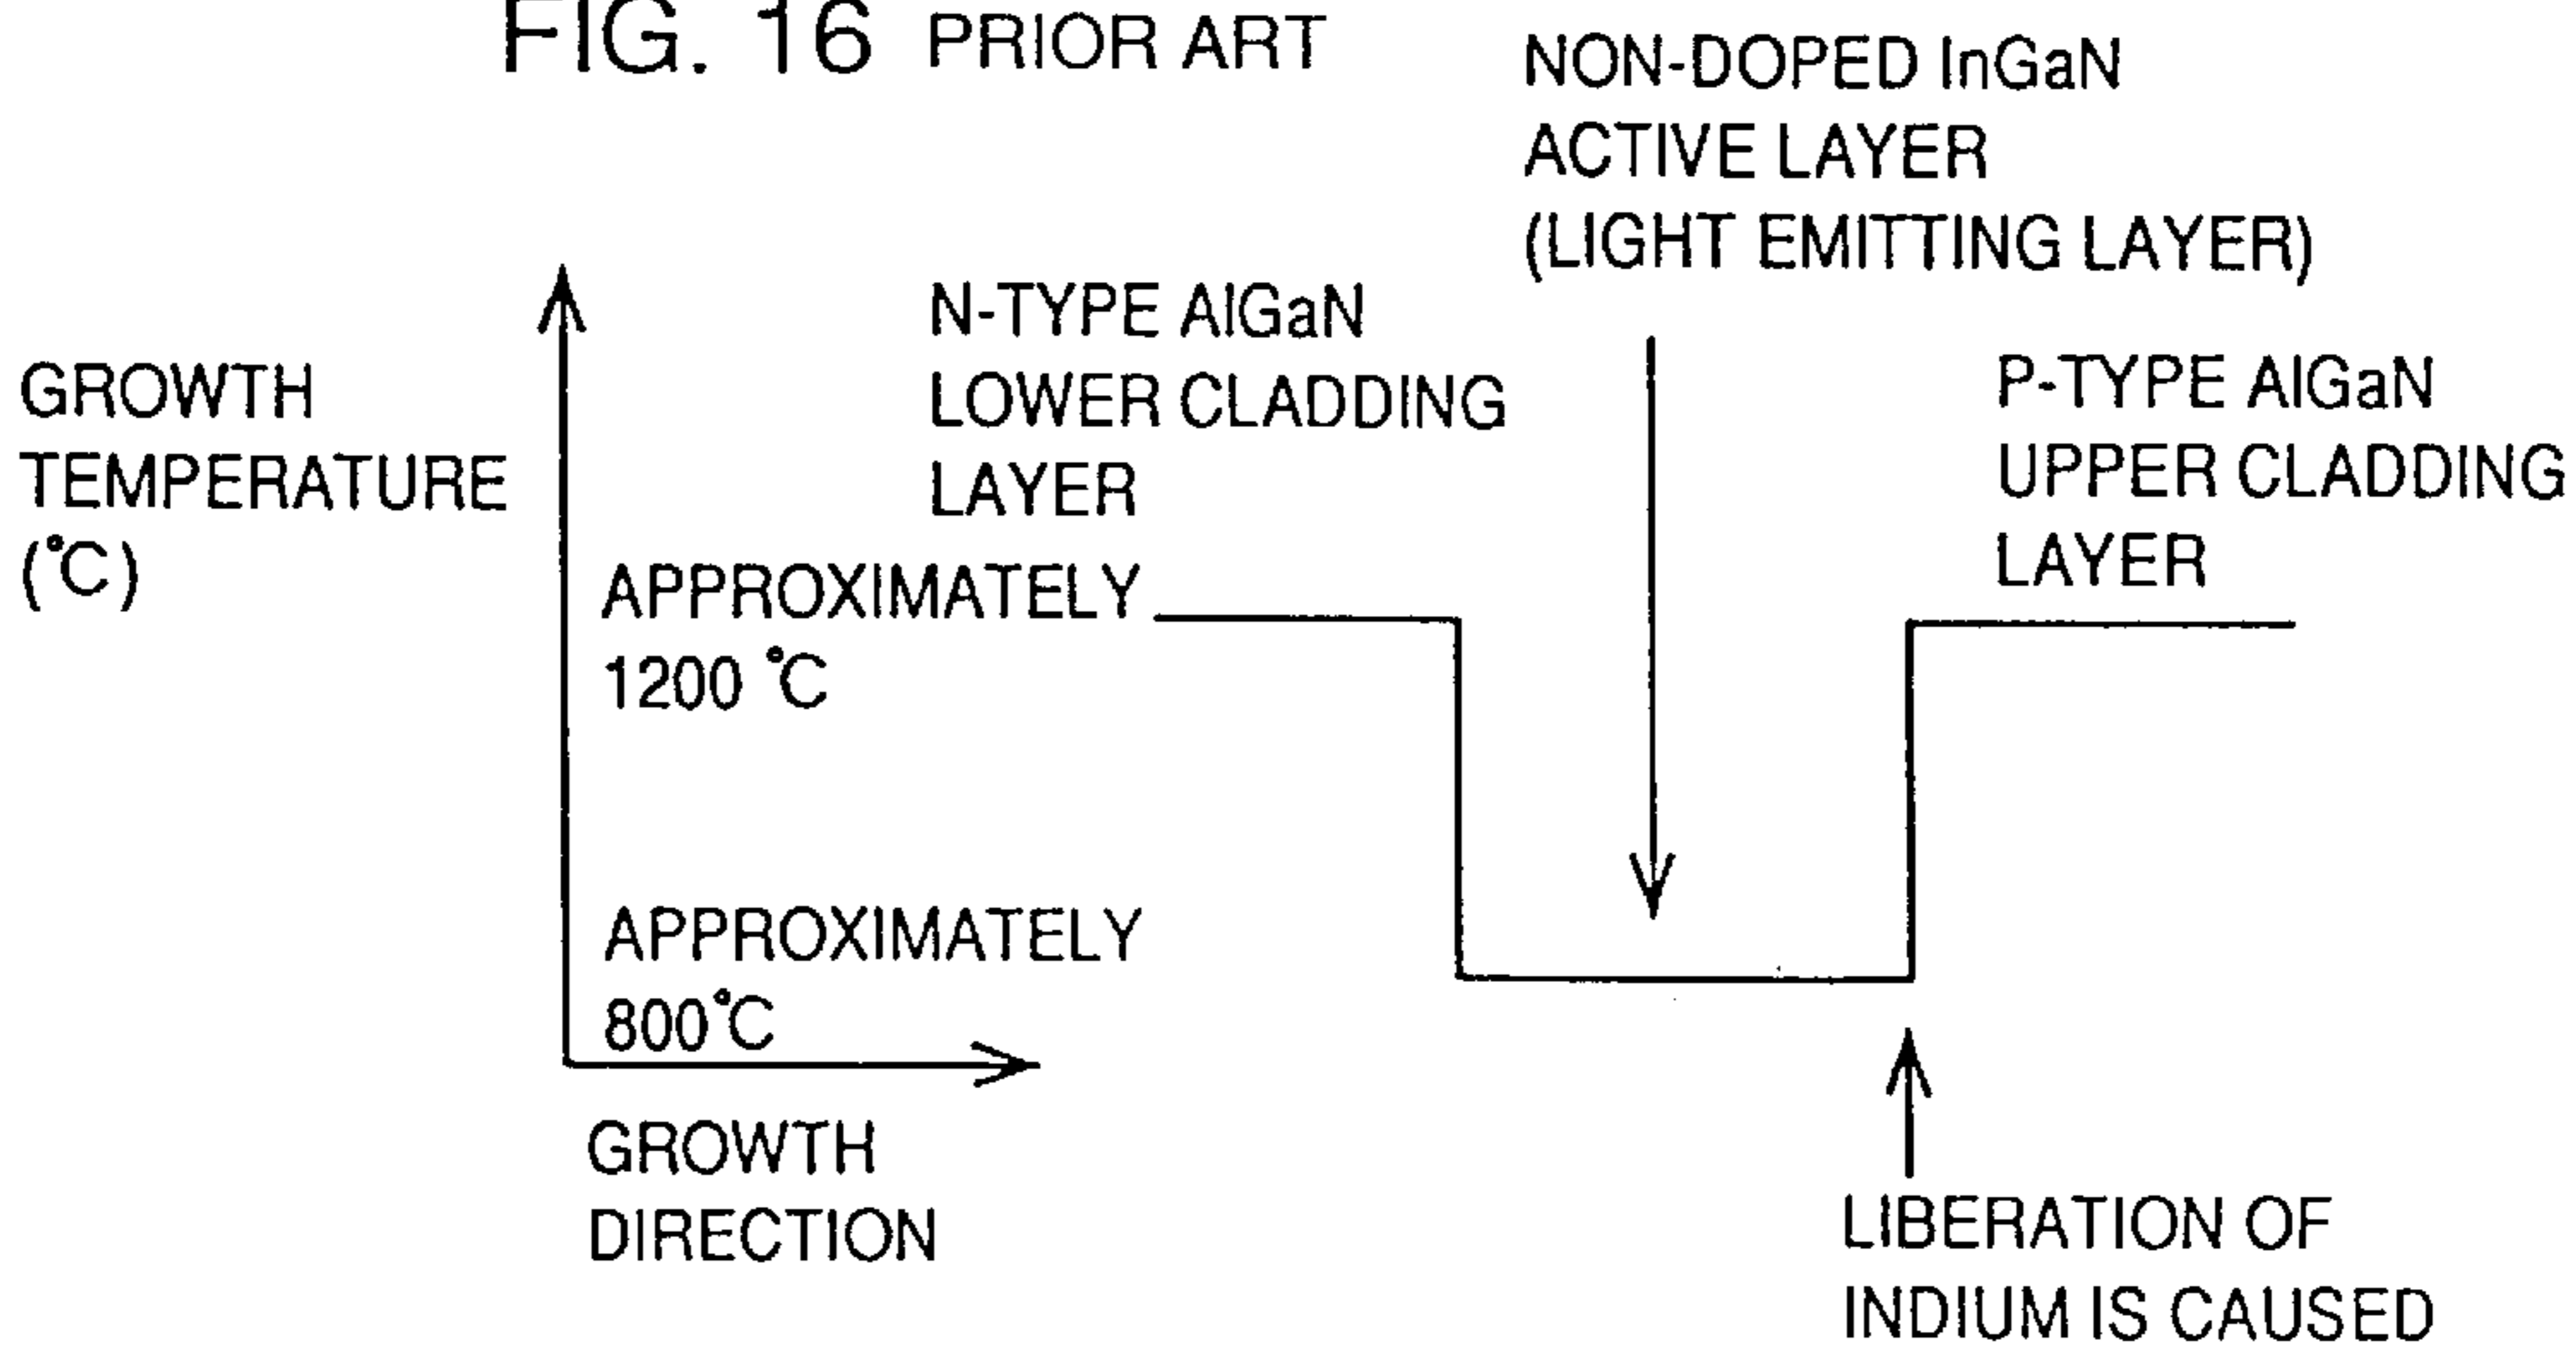 FIG. 16 PRIOR ART
NON-DOPED InGaN
ACTIVE LAYER
(LIGHT EMITTING LAYER)
N-TYPE AlGaN
LOWER CLADDING
LAYER
P-TYPE AlGaN
UPPER CLADDING
LAYER
GROWTH
TEMPERATURE
(°C)
APPROXIMATELY
1200 °C
APPROXIMATELY
800°C
GROWTH
DIRECTION
LIBERATION OF
INDIUM IS CAUSED